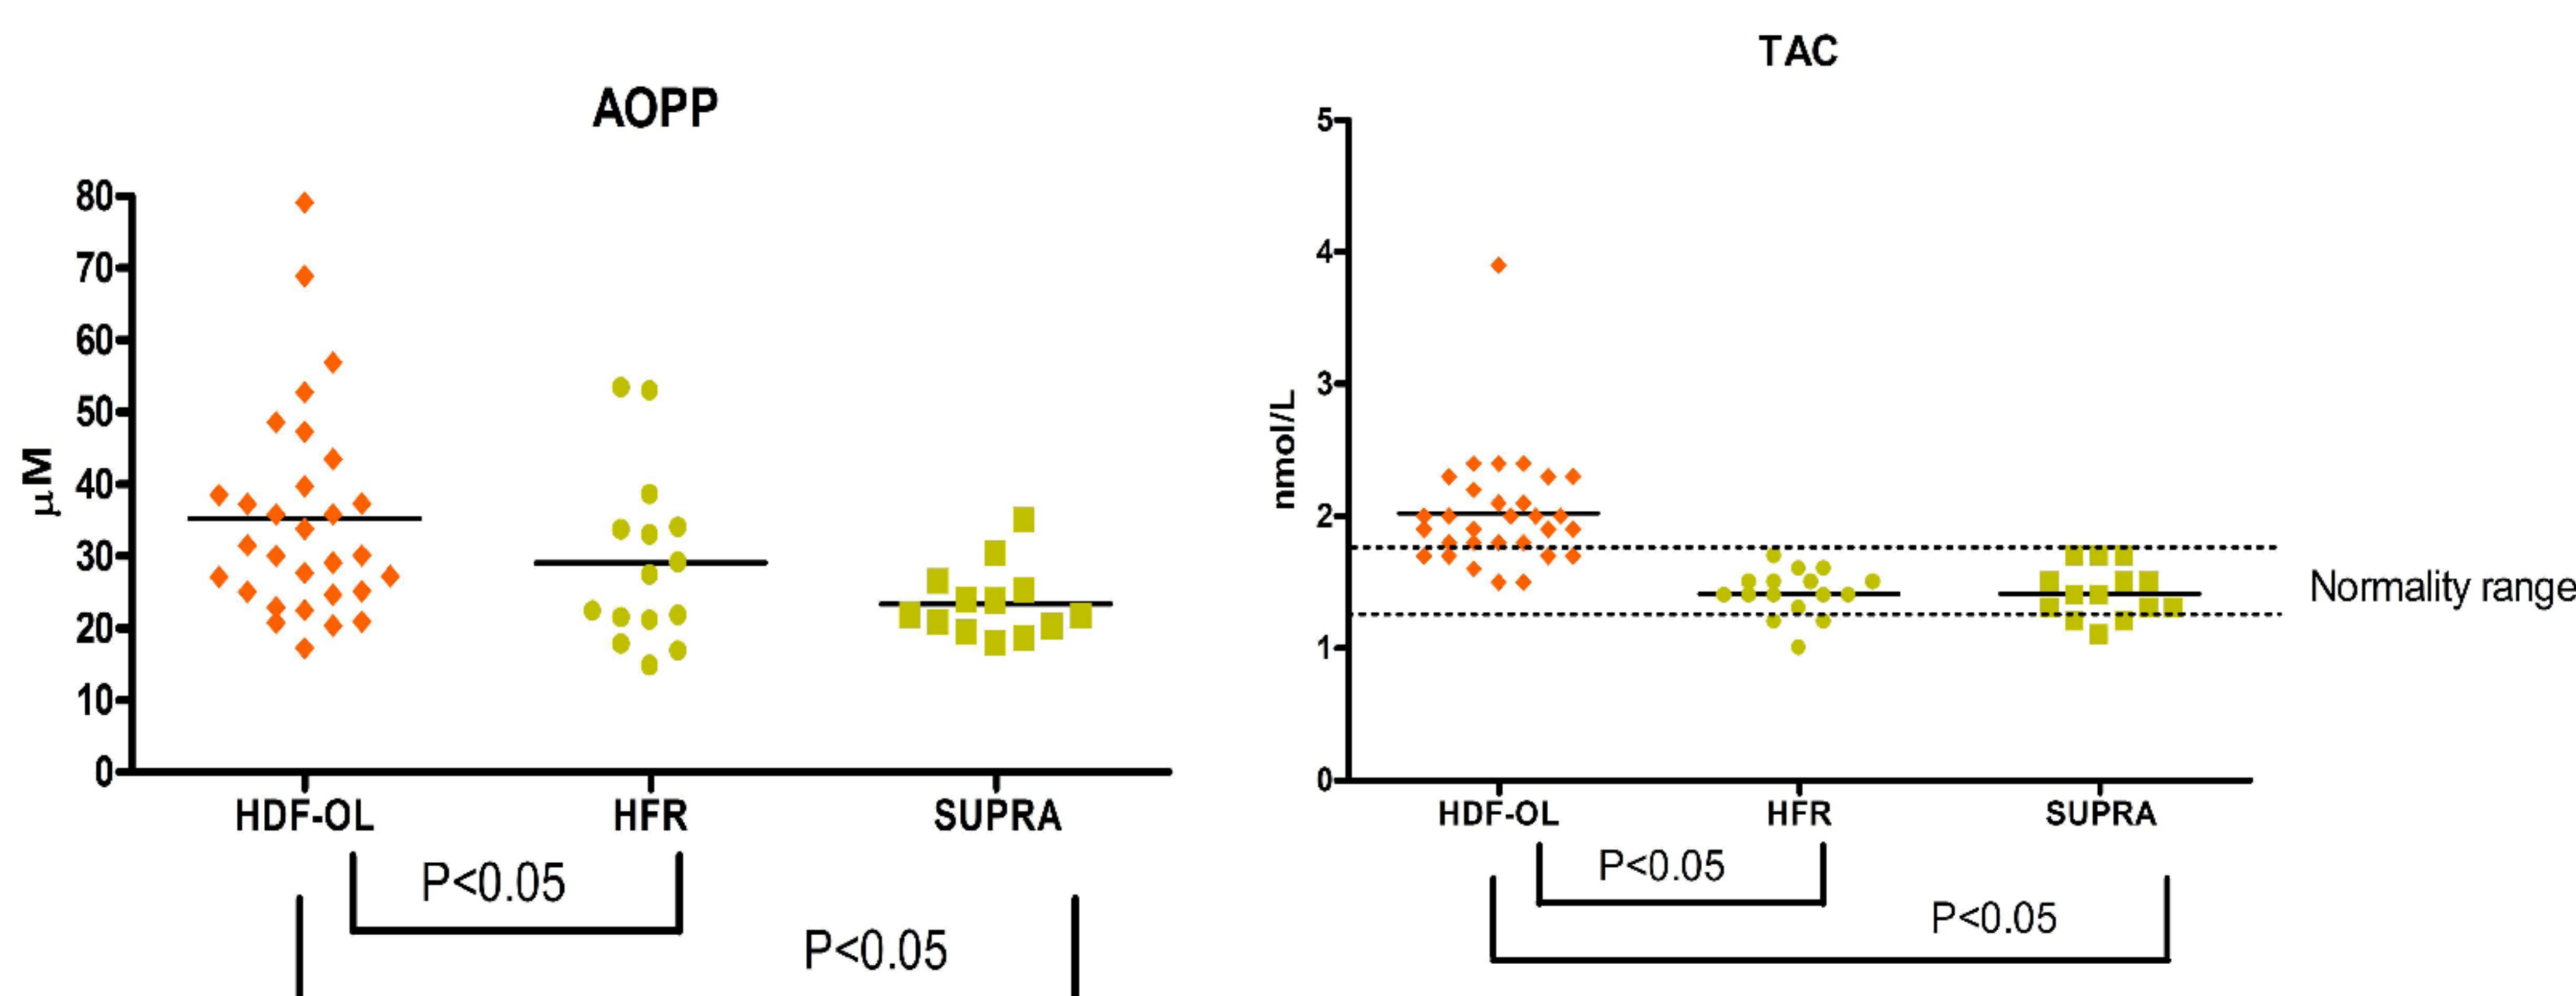 AOPP
80
70
60
50
40
30
20
10
0
μM
HDF-OL HFR SUPRA
P<0.05
P<0.05
TAC
5
4
3
2
1
0
nmol/L
Normality range
HDF-OL HFR SUPRA
P<0.05
P<0.05